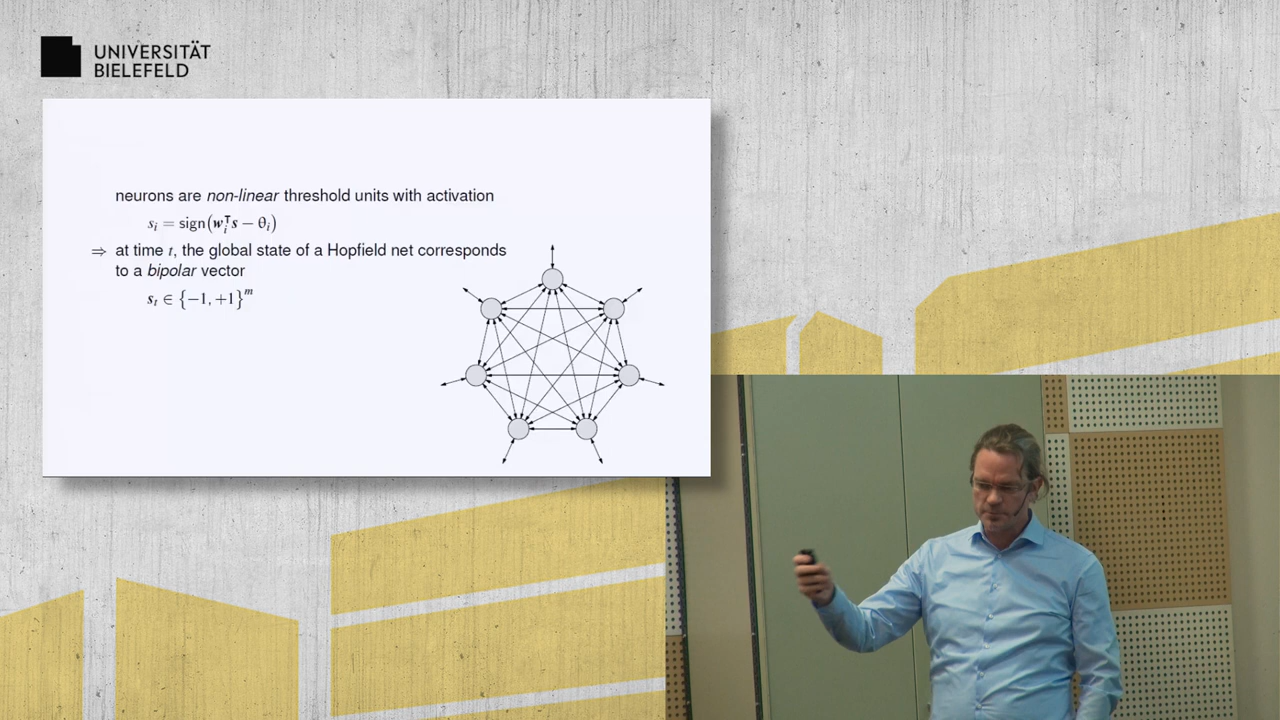 UNIVERSITÄT
BIELEFELD
neurons are non-linear threshold units with activation
sᵢ = sign(wᵢᵀs − θᵢ)
⇒ at time t, the global state of a Hopfield net corresponds
to a bipolar vector
sₜ ∈ {−1, +1}ᵐ